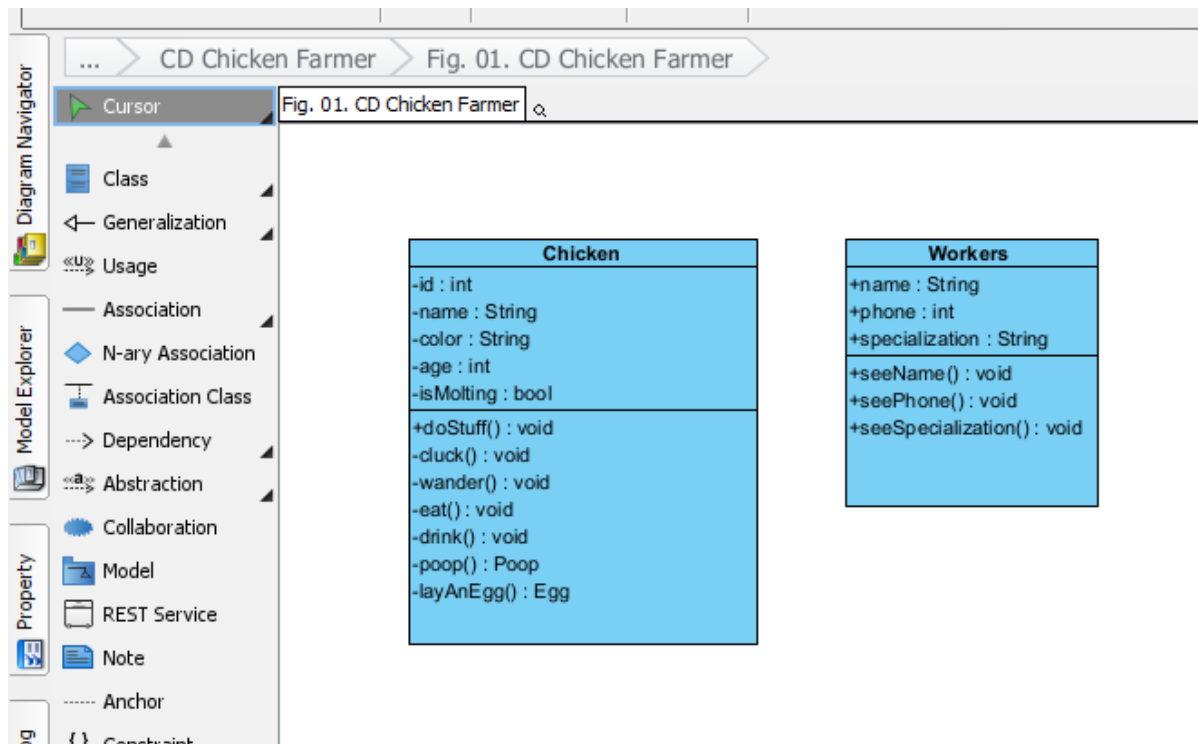 ... CD Chicken Farmer Fig. 01. CD Chicken Farmer
Diagram Navigator
Model Explorer
Property
Cursor
Class
Generalization
«U» Usage
Association
N-ary Association
Association Class
Dependency
«a» Abstraction
Collaboration
Model
REST Service
Note
Anchor
{} Constraint
Fig. 01. CD Chicken Farmer
Chicken
-id : int
-name : String
-color : String
-age : int
-isMolting : bool
+doStuff() : void
-cluck() : void
-wander() : void
-eat() : void
-drink() : void
-poop() : Poop
-layAnEgg() : Egg
Workers
+name : String
+phone : int
+specialization : String
+seeName() : void
+seePhone() : void
+seeSpecialization() : void